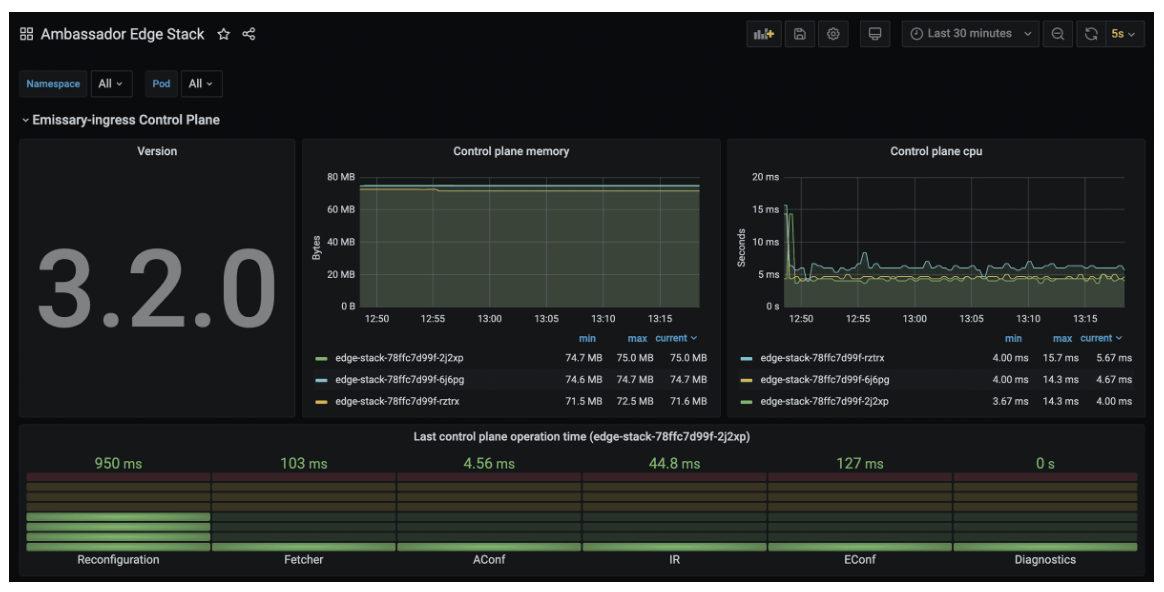 Ambassador Edge Stack
Last 30 minutes
5s
Namespace All Pod All
Emissary-ingress Control Plane
Version
3.2.0
Control plane memory
80 MB
60 MB
40 MB
20 MB
0 B
Bytes
12:50 12:55 13:00 13:05 13:10 13:15
min max current
edge-stack-78ffc7d99f-2j2xp 74.7 MB 75.0 MB 75.0 MB
edge-stack-78ffc7d99f-6j6pg 74.6 MB 74.7 MB 74.7 MB
edge-stack-78ffc7d99f-rztrx 71.5 MB 72.5 MB 71.6 MB
Control plane cpu
20 ms
15 ms
10 ms
5 ms
0 s
Seconds
12:50 12:55 13:00 13:05 13:10 13:15
min max current
edge-stack-78ffc7d99f-rztrx 4.00 ms 15.7 ms 5.67 ms
edge-stack-78ffc7d99f-6j6pg 4.00 ms 14.3 ms 4.67 ms
edge-stack-78ffc7d99f-2j2xp 3.67 ms 14.3 ms 4.00 ms
Last control plane operation time (edge-stack-78ffc7d99f-2j2xp)
950 ms 103 ms 4.56 ms 44.8 ms 127 ms 0 s
Reconfiguration Fetcher AConf IR EConf Diagnostics